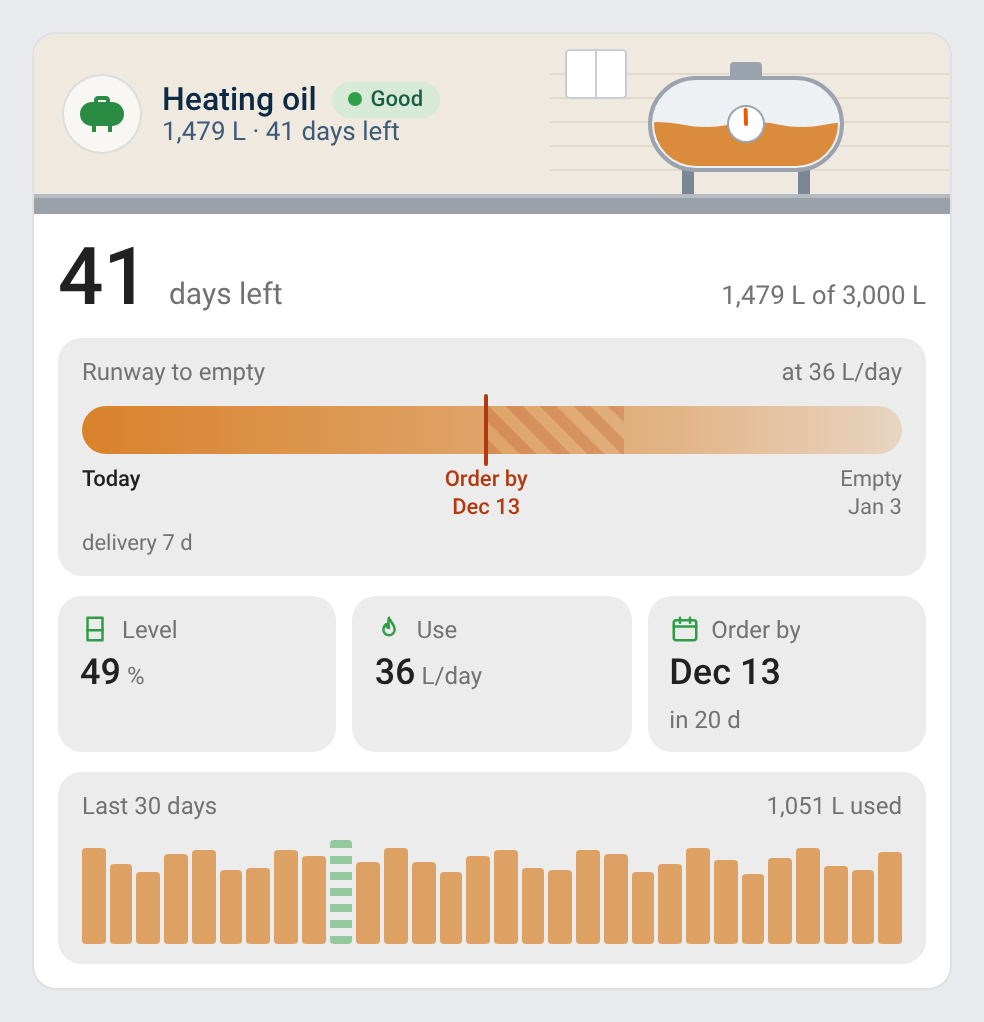 Heating oil
Good
1,479 L · 41 days left
41 days left
1,479 L of 3,000 L
Runway to empty
at 36 L/day
Today
Order by
Dec 13
Empty
Jan 3
delivery 7 d
Level
49 %
Use
36 L/day
Order by
Dec 13
in 20 d
Last 30 days
1,051 L used